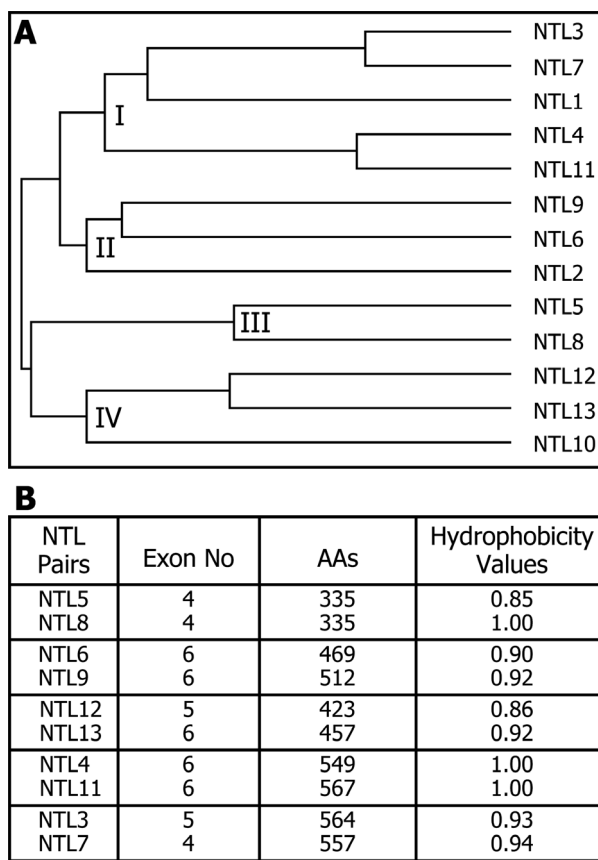 A
NTL3
NTL7
NTL1
I
NTL4
NTL11
NTL9
NTL6
II
NTL2
NTL5
III
NTL8
NTL12
NTL13
IV
NTL10
B
NTL Pairs Exon No AAs Hydrophobicity Values
NTL5 4 335 0.85
NTL8 4 335 1.00
NTL6 6 469 0.90
NTL9 6 512 0.92
NTL12 5 423 0.86
NTL13 6 457 0.92
NTL4 6 549 1.00
NTL11 6 567 1.00
NTL3 5 564 0.93
NTL7 4 557 0.94